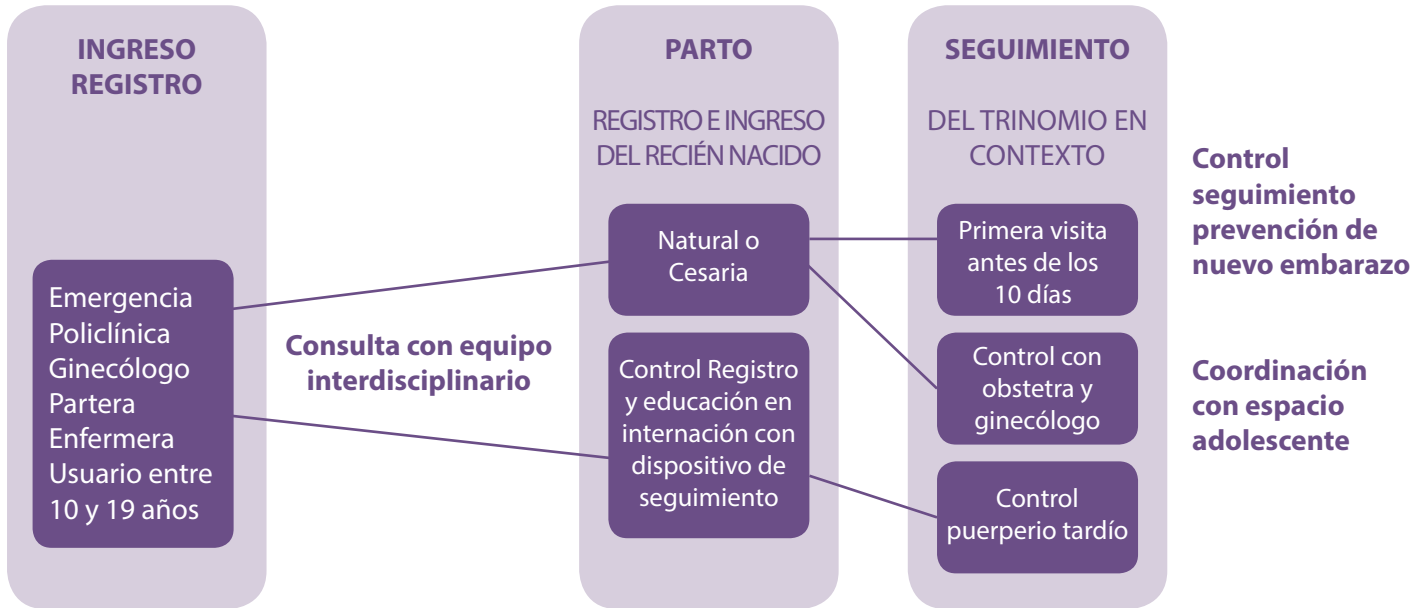 INGRESO
REGISTRO
Emergencia
Policlínica
Ginecólogo
Partera
Enfermera
Usuario entre
10 y 19 años
Consulta con equipo
interdisciplinario
PARTO
REGISTRO E INGRESO
DEL RECIÉN NACIDO
Natural o
Cesaria
Control Registro
y educación en
internación con
dispositivo de
seguimiento
SEGUIMIENTO
DEL TRINOMIO EN
CONTEXTO
Primera visita
antes de los
10 días
Control con
obstetra y
ginecólogo
Control
puerperio tardío
Control
seguimiento
prevención de
nuevo embarazo
Coordinación
con espacio
adolescente